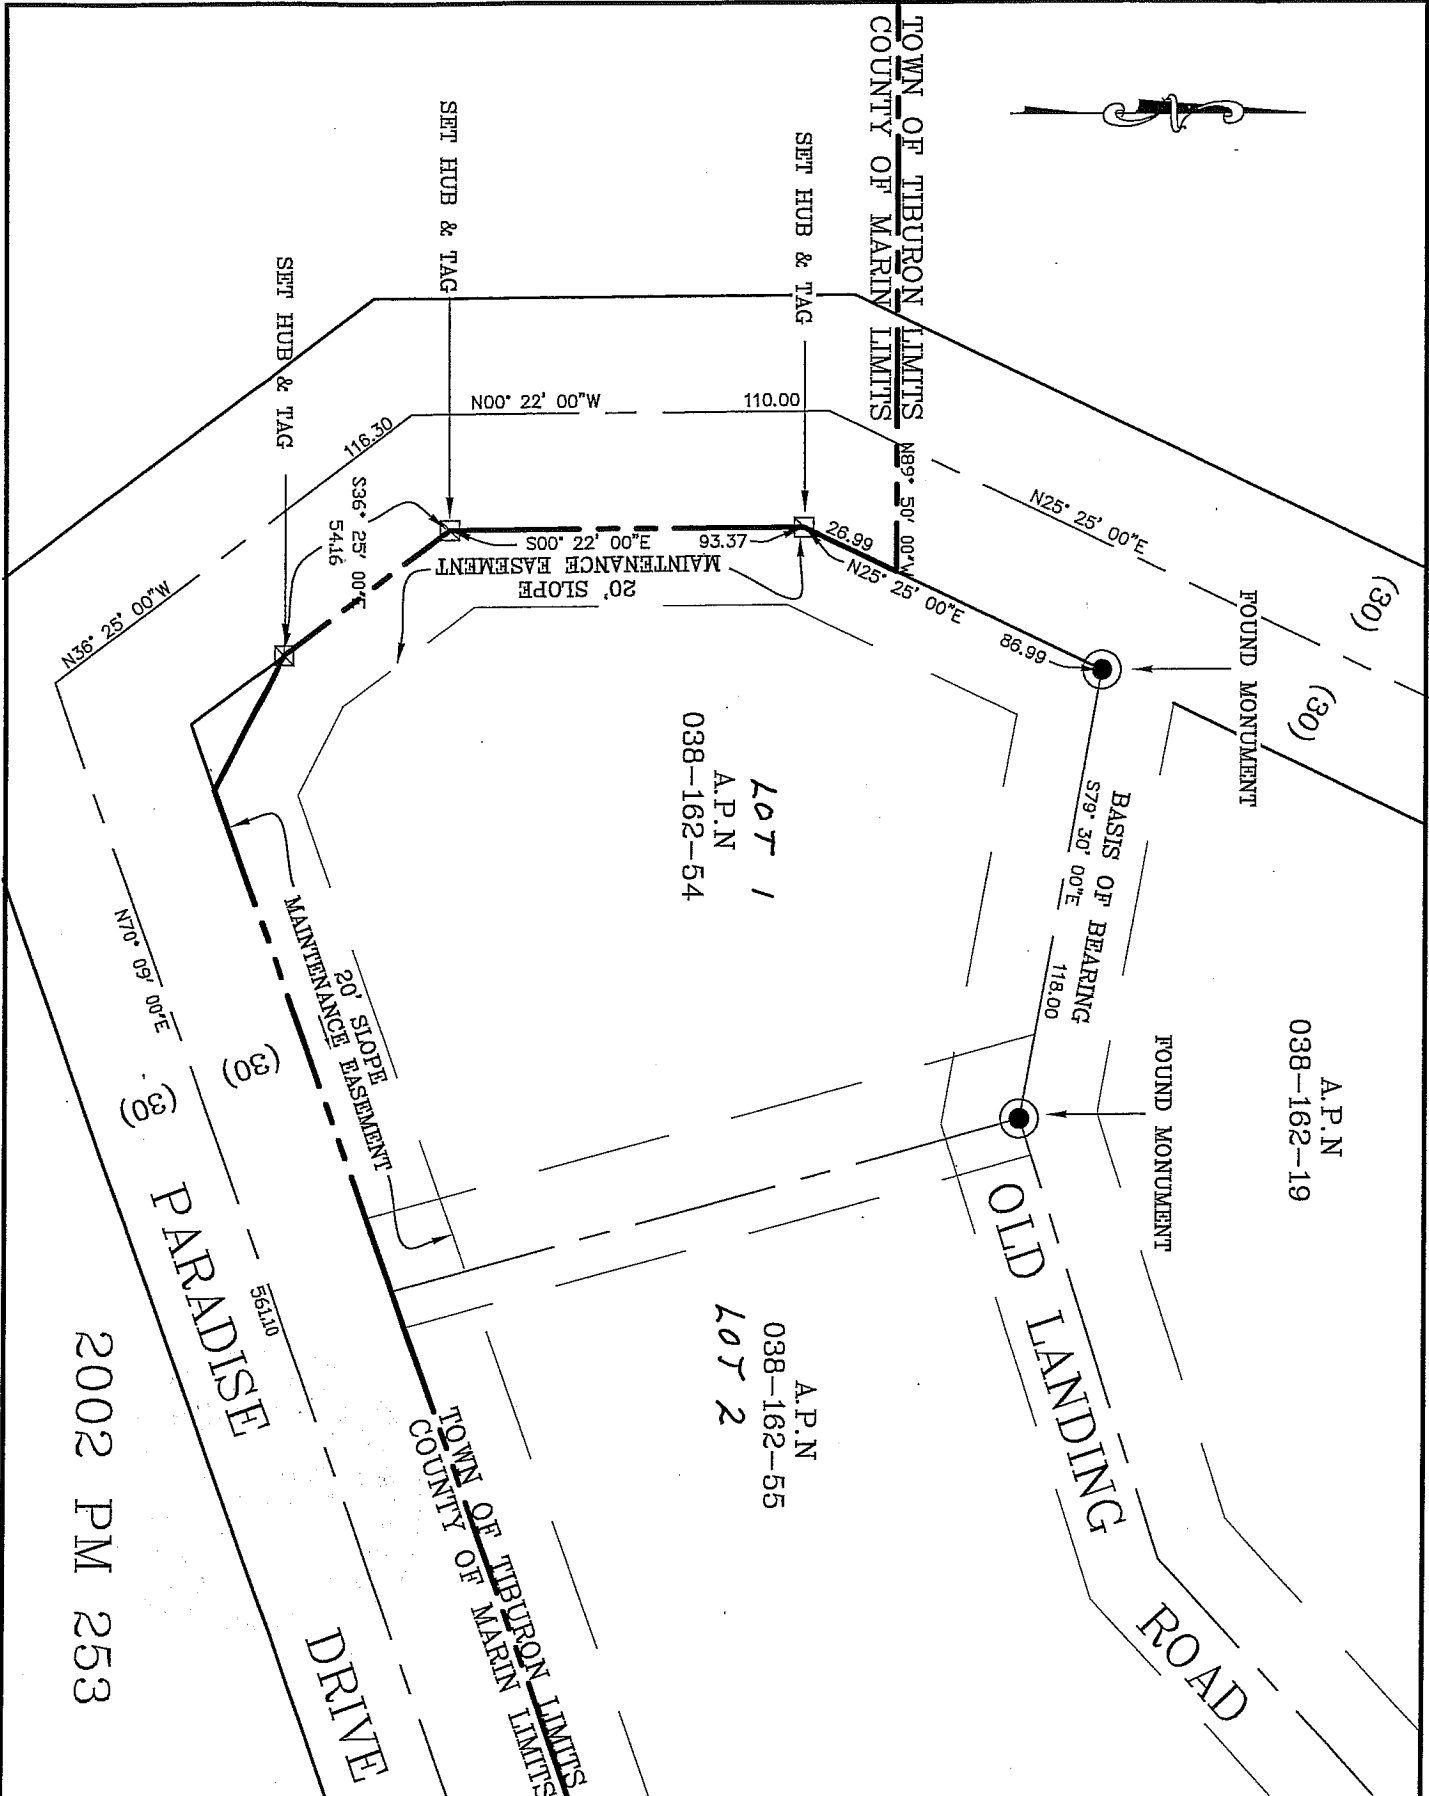 TOWN OF TIBURON LIMITS
COUNTY OF MARIN LIMITS
SET HUB & TAG
SET HUB & TAG
SET HUB & TAG
N00° 22' 00"W
110.00
116.30
N36° 25' 00"W
N89° 50' 00"W
N25° 25' 00"E
(30)
(30)
FOUND MONUMENT
26.99
N25° 25' 00"E
86.99
S00° 22' 00"E
93.37
20' SLOPE
MAINTENANCE EASEMENT
S36° 25' 00"E
54.16
BASIS OF BEARING
S79° 30' 00"E
118.00
FOUND MONUMENT
A.P.N
038-162-19
LOT 1
A.P.N
038-162-54
20' SLOPE
MAINTENANCE EASEMENT
N70° 09' 00"E
561.10
(30)
(30)
PARADISE
DRIVE
OLD LANDING
ROAD
A.P.N
038-162-55
LOT 2
TOWN OF TIBURON LIMITS
COUNTY OF MARIN LIMITS
2002 PM 253